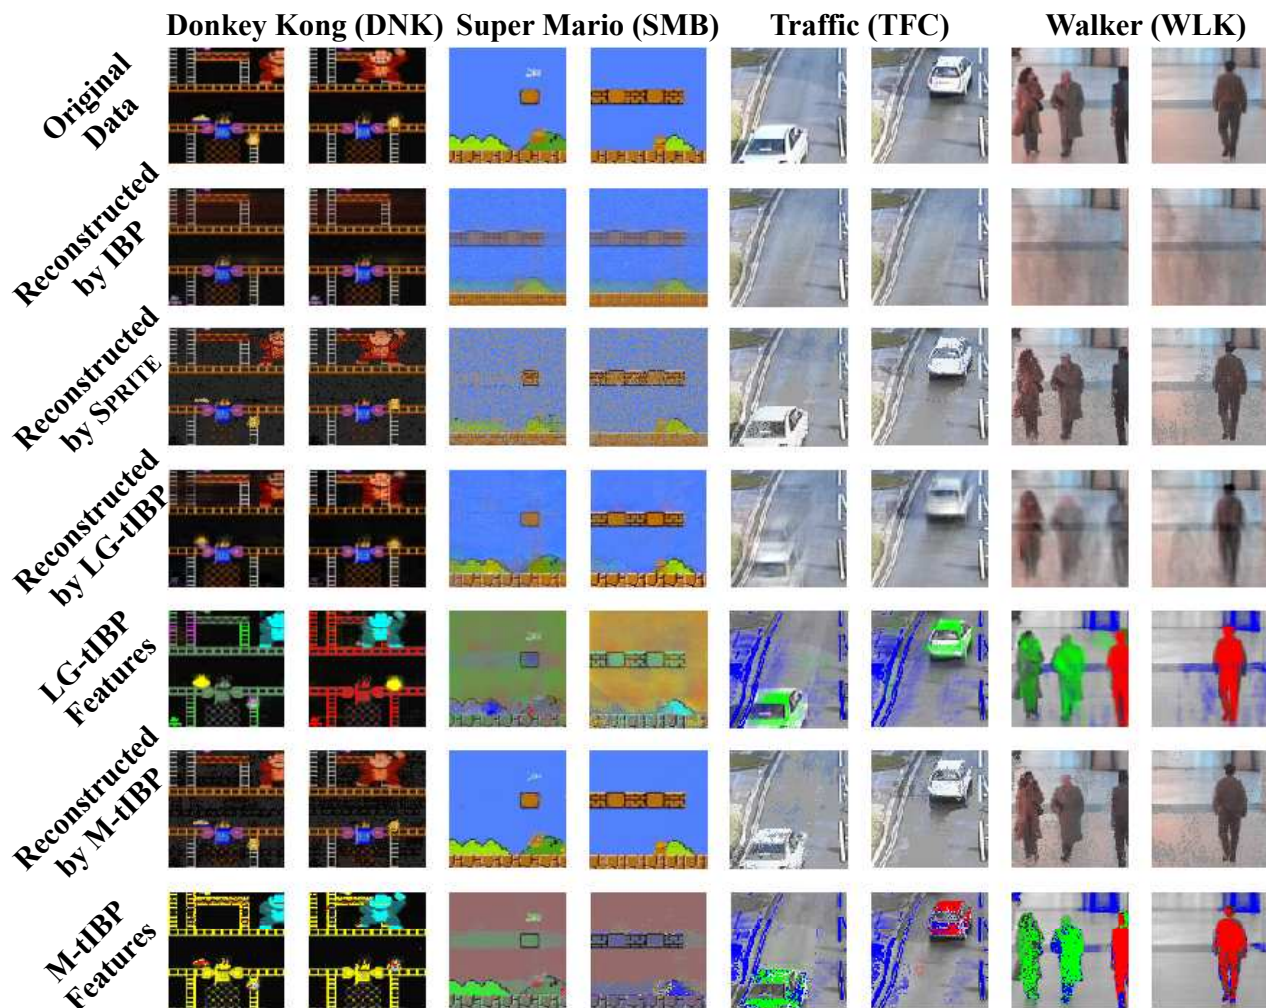 Donkey Kong (DNK) Super Mario (SMB) Traffic (TFC) Walker (WLK)
Original
Data
Reconstructed
by IBP
Reconstructed
by SPRITE
Reconstructed
by LG-tIBP
LG-tIBP
Features
Reconstructed
by M-tIBP
M-tIBP
Features